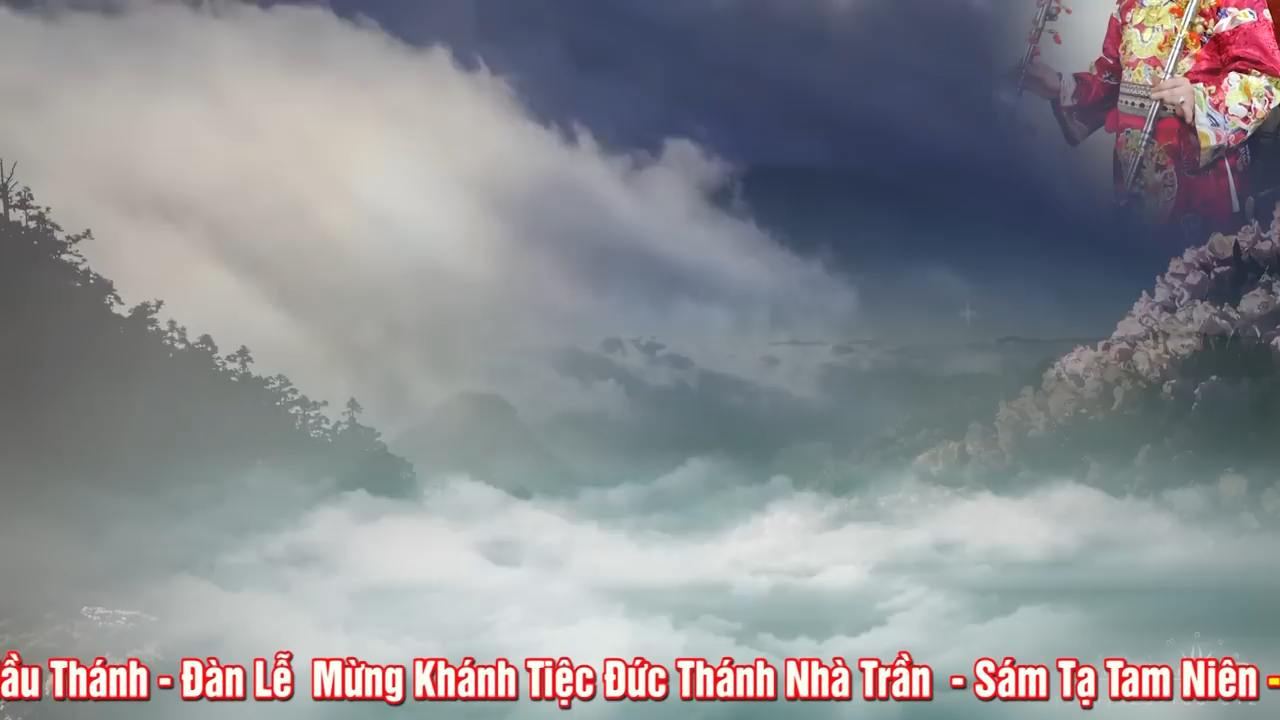 ầu Thánh - Đàn Lễ  Mừng Khánh Tiệc Đức Thánh Nhà Trần  - Sám Tạ Tam Niên -